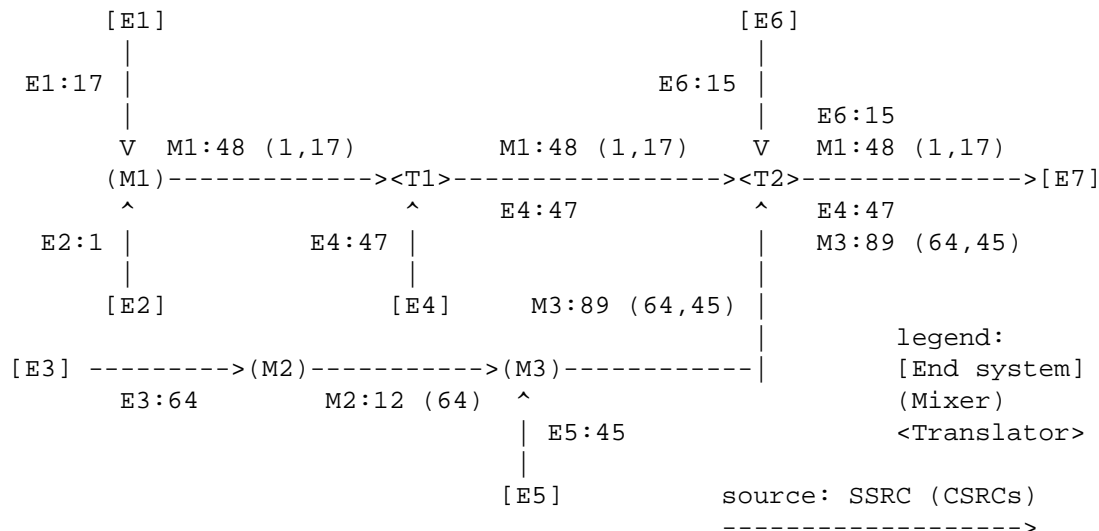 [E1] [E6]
E1:17 E6:15
E6:15
M1:48 (1,17) M1:48 (1,17) M1:48 (1,17)
(M1)-------------><T1>-----------------><T2>-------------->[E7]
E4:47 E4:47
E2:1 E4:47 M3:89 (64,45)
[E2] [E4] M3:89 (64,45)
legend:
[E3] --------->(M2)----------->(M3)------------| [End system]
E3:64 M2:12 (64) (Mixer)
E5:45 <Translator>
[E5] source: SSRC (CSRCs)
------------------->